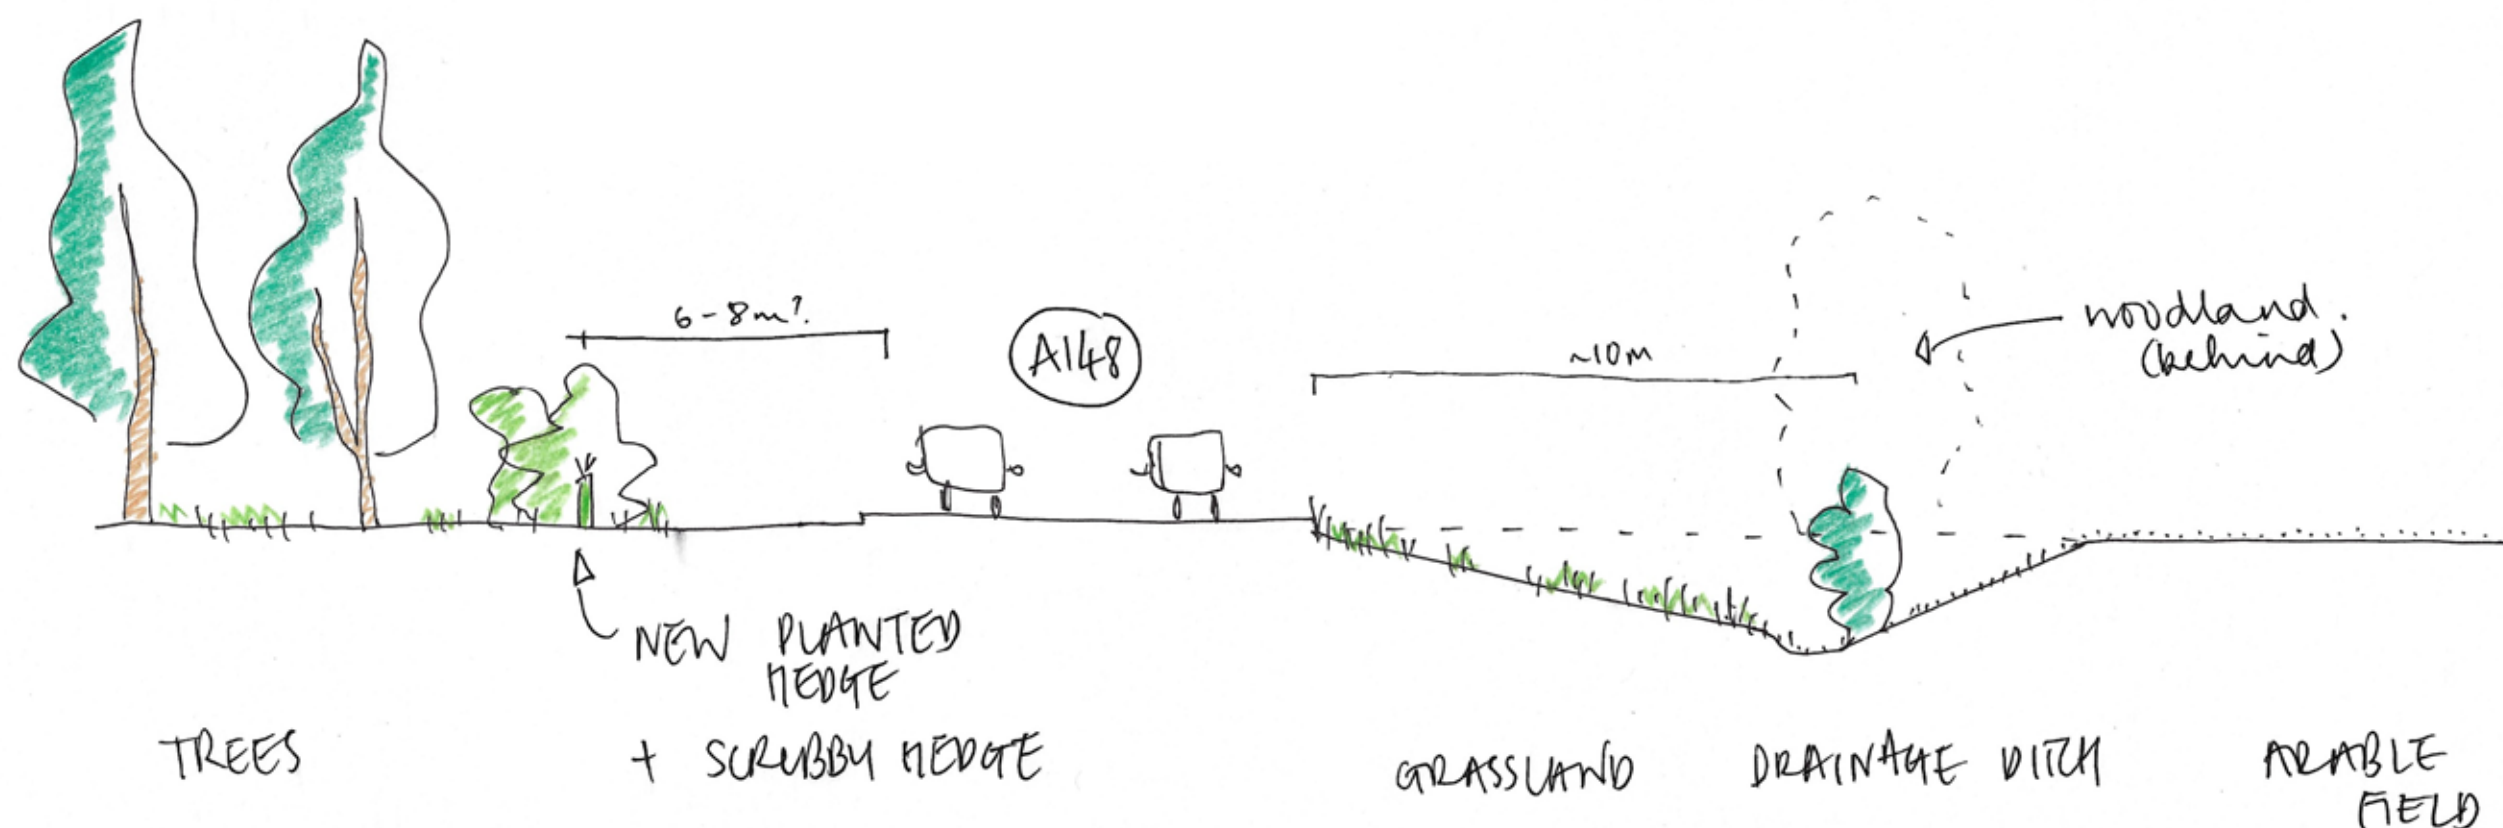 6-8m?.
A148
~10m
woodland.
(behind)
NEW PLANTED
HEDGE
TREES
+ SCRUBBY HEDGE
GRASSLAND
DRAINAGE DITCH
ARABLE
FIELD